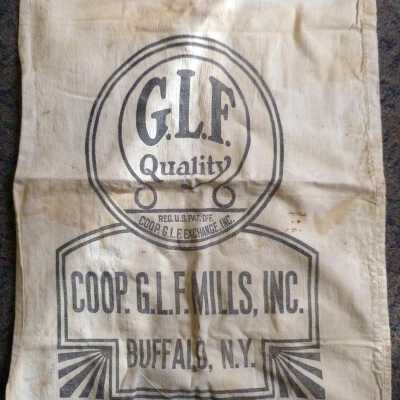 G.L.F.
Quality
REG. U.S. PAT. OFF.
COOP. G.L.F. EXCHANGE, INC.
COOP. G.L.F. MILLS, INC.
BUFFALO, N.Y.